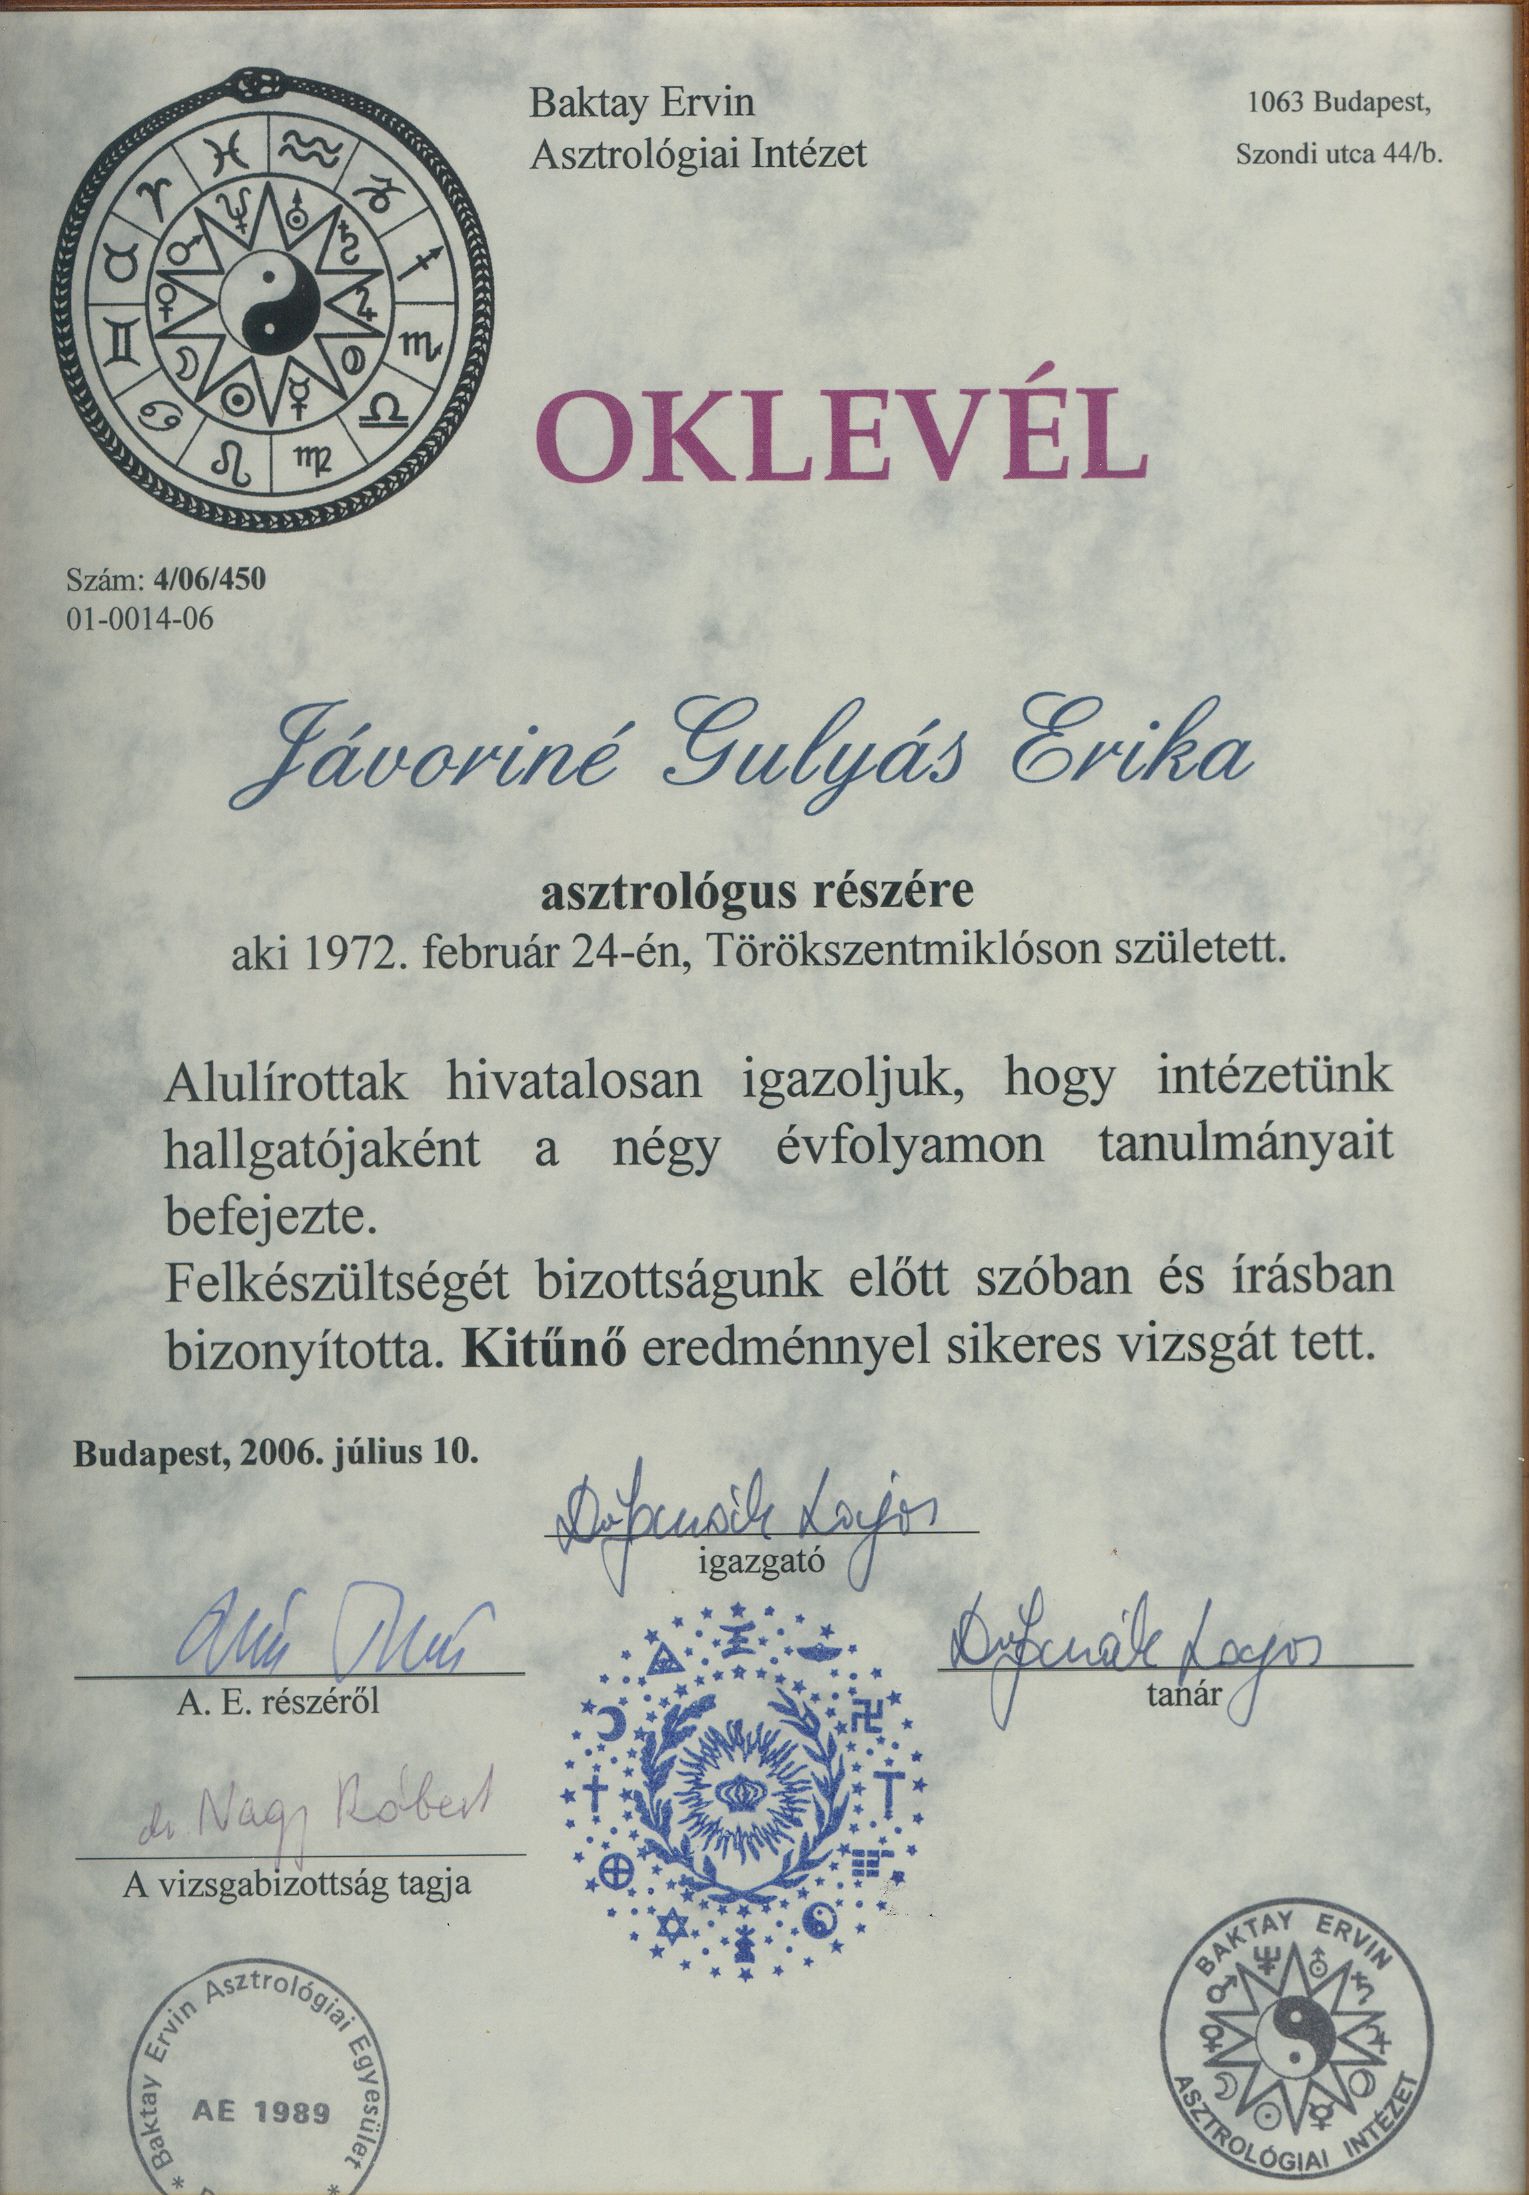 Baktay Ervin
Asztrológiai Intézet
1063 Budapest,
Szondi utca 44/b.
OKLEVÉL
Szám: 4/06/450
01-0014-06
Jávoriné Gulyás Erika
asztrológus részére
aki 1972. február 24-én, Törökszentmiklóson született.
Alulírottak hivatalosan igazoljuk, hogy intézetünk
hallgatójaként a négy évfolyamon tanulmányait
befejezte.
Felkészültségét bizottságunk előtt szóban és írásban
bizonyította. Kitűnő eredménnyel sikeres vizsgát tett.
Budapest, 2006. július 10.
Lajos
igazgató
A. E. részéről
Lajos
tanár
dr Nagy Róbert
A vizsgabizottság tagja
* Baktay Ervin Asztrológiai Egyesület *
AE 1989
BAKTAY ERVIN
ASZTROLÓGIAI INTÉZET